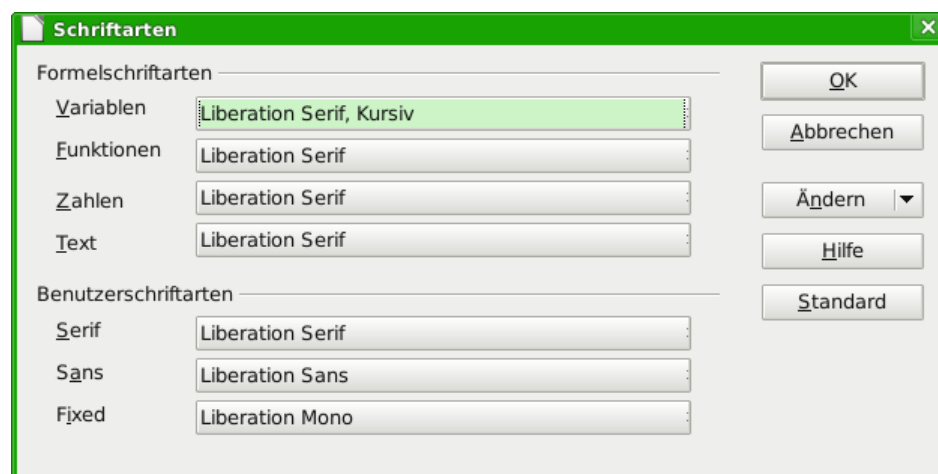 Schriftarten
Formelschriftarten
Variablen Liberation Serif, Kursiv
Funktionen Liberation Serif
Zahlen Liberation Serif
Text Liberation Serif
Benutzerschriftarten
Serif Liberation Serif
Sans Liberation Sans
Fixed Liberation Mono
OK
Abbrechen
Ändern
Hilfe
Standard